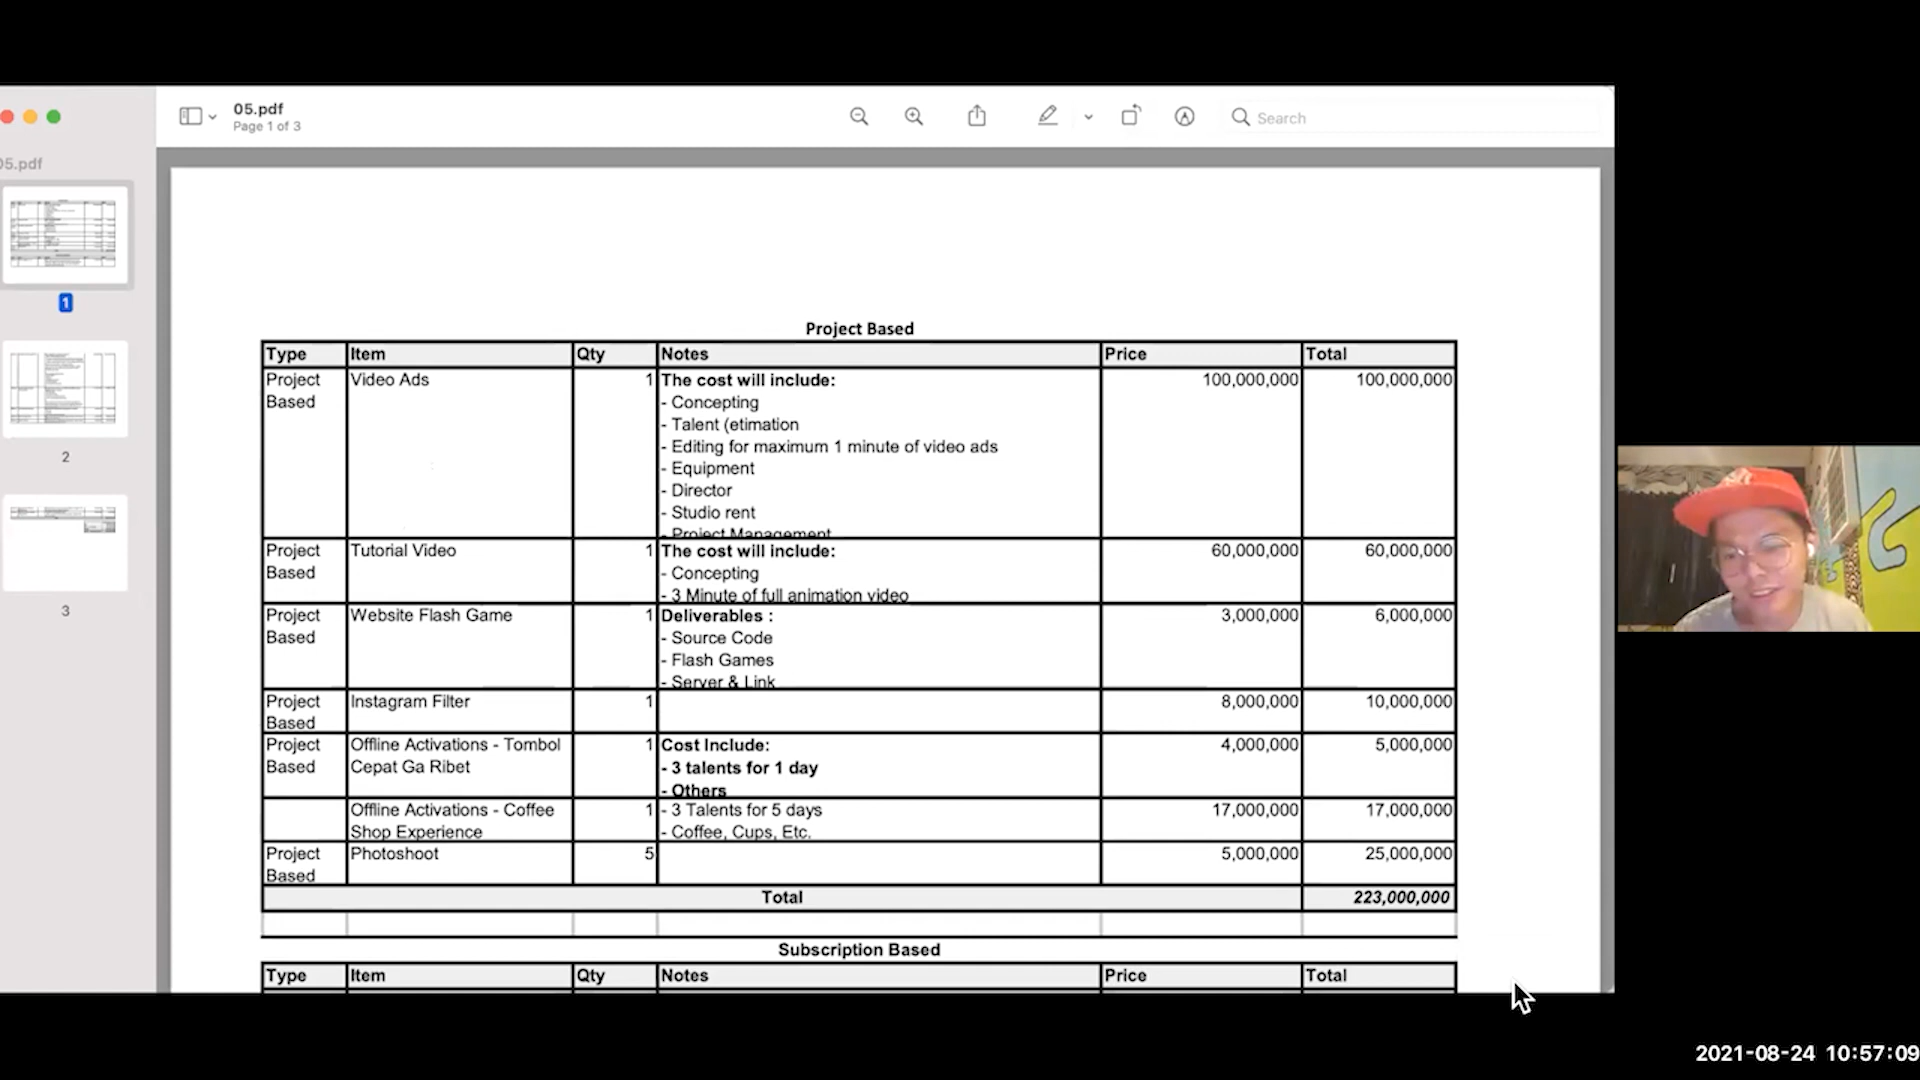 05.pdf
Page 1 of 3
Search
05.pdf
1
2
3
Project Based
Type Item Qty Notes Price Total
Project Based Video Ads 1 The cost will include: 100,000,000 100,000,000
- Concepting
- Talent (etimation
- Editing for maximum 1 minute of video ads
- Equipment
- Director
- Studio rent
- Project Management
Project Based Tutorial Video 1 The cost will include: 60,000,000 60,000,000
- Concepting
- 3 Minute of full animation video
Project Based Website Flash Game 1 Deliverables : 3,000,000 6,000,000
- Source Code
- Flash Games
- Server & Link
Project Based Instagram Filter 1 8,000,000 10,000,000
Project Based Offline Activations - Tombol Cepat Ga Ribet 1 Cost Include: 4,000,000 5,000,000
- 3 talents for 1 day
- Others
Offline Activations - Coffee Shop Experience 1 - 3 Talents for 5 days 17,000,000 17,000,000
- Coffee, Cups, Etc.
Project Based Photoshoot 5 5,000,000 25,000,000
Total 223,000,000
Subscription Based
Type Item Qty Notes Price Total
2021-08-24 10:57:09